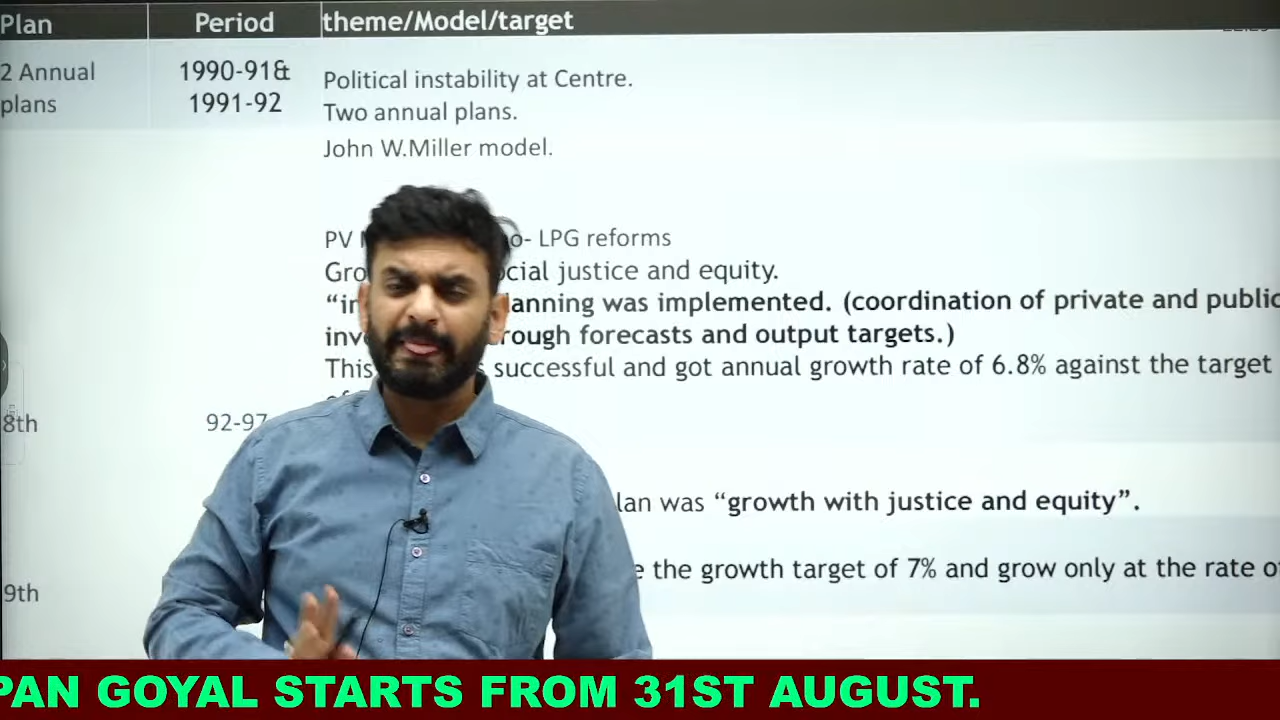 Plan Period theme/Model/target
2 Annual plans 1990-91& 1991-92
Political instability at Centre.
Two annual plans.
John W.Miller model.
PV o- LPG reforms
Gro cial justice and equity.
“in lanning was implemented. (coordination of private and public
inv rough forecasts and output targets.)
This s successful and got annual growth rate of 6.8% against the target
8th 92-97
lan was “growth with justice and equity”.
e the growth target of 7% and grow only at the rate of
9th
PAN GOYAL STARTS FROM 31ST AUGUST.